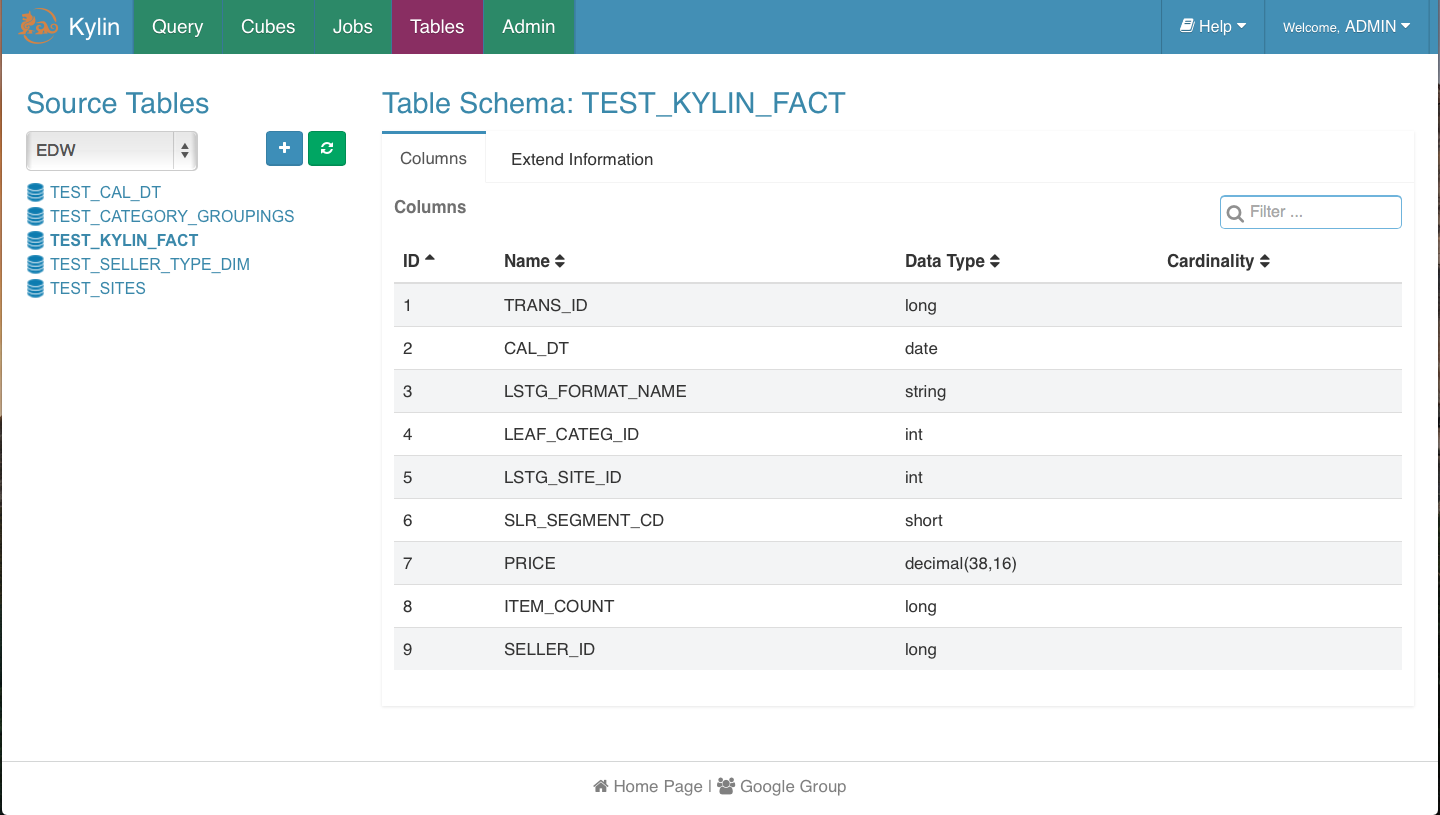 Kylin Query Cubes Jobs Tables Admin Help Welcome, ADMIN
Source Tables
EDW
TEST_CAL_DT
TEST_CATEGORY_GROUPINGS
TEST_KYLIN_FACT
TEST_SELLER_TYPE_DIM
TEST_SITES
Table Schema: TEST_KYLIN_FACT
Columns Extend Information
Columns Filter ...
ID Name Data Type Cardinality
1 TRANS_ID long
2 CAL_DT date
3 LSTG_FORMAT_NAME string
4 LEAF_CATEG_ID int
5 LSTG_SITE_ID int
6 SLR_SEGMENT_CD short
7 PRICE decimal(38,16)
8 ITEM_COUNT long
9 SELLER_ID long
Home Page | Google Group